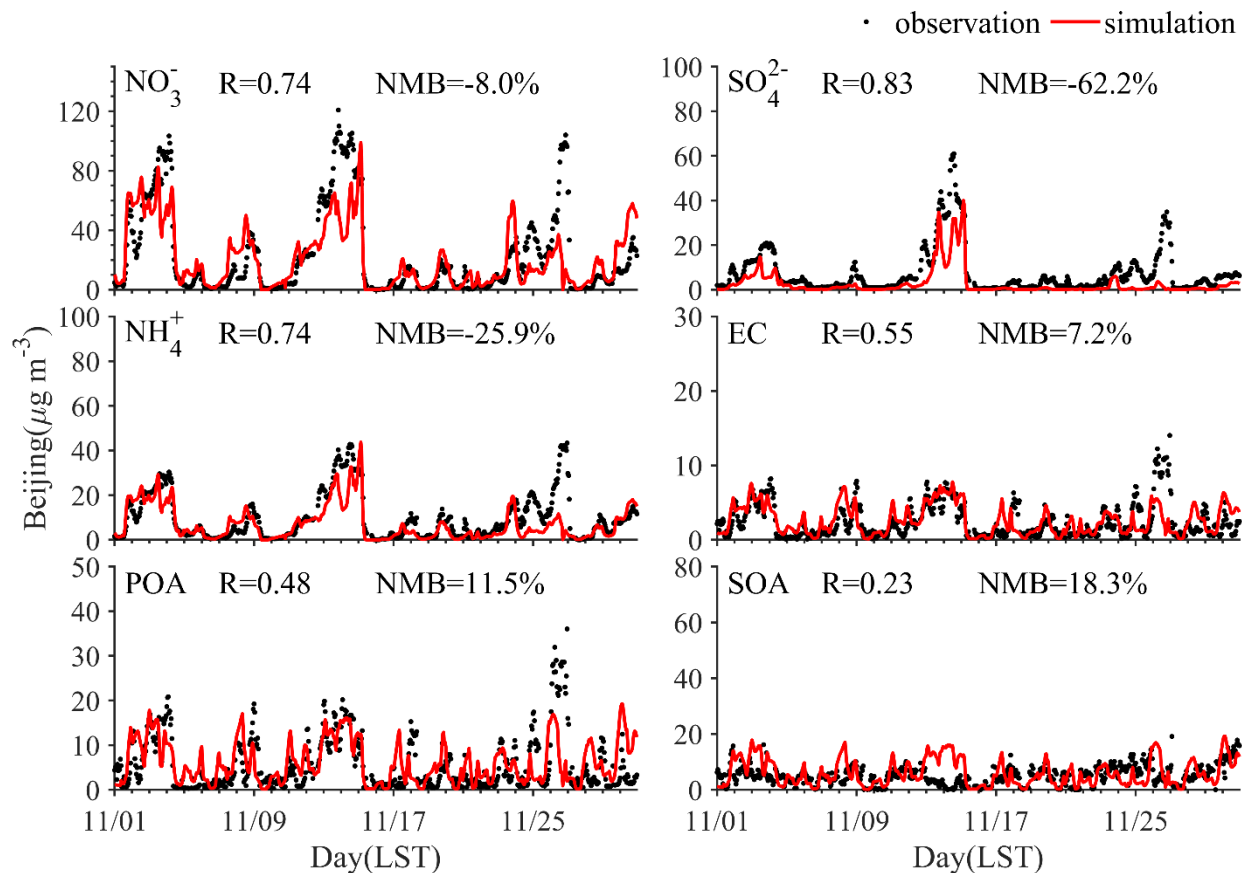 observation simulation
NO₃⁻ R=0.74 NMB=-8.0%
120
80
40
0
SO₄²⁻ R=0.83 NMB=-62.2%
100
80
60
40
20
0
NH₄⁺ R=0.74 NMB=-25.9%
100
80
60
40
20
0
EC R=0.55 NMB=7.2%
30
20
10
0
Beijing(μg m⁻³)
POA R=0.48 NMB=11.5%
50
40
30
20
10
0
SOA R=0.23 NMB=18.3%
80
60
40
20
0
11/01 11/09 11/17 11/25
Day(LST)
11/01 11/09 11/17 11/25
Day(LST)